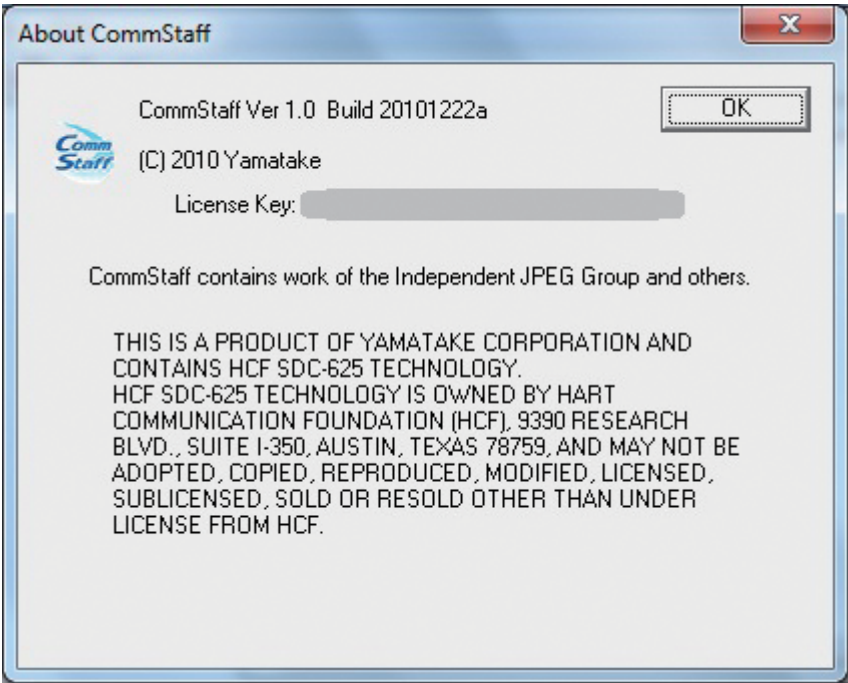 About CommStaff
CommStaff Ver 1.0 Build 20101222a
OK
Comm
Staff
(C) 2010 Yamatake
License Key:
CommStaff contains work of the Independent JPEG Group and others.
THIS IS A PRODUCT OF YAMATAKE CORPORATION AND
CONTAINS HCF SDC-625 TECHNOLOGY.
HCF SDC-625 TECHNOLOGY IS OWNED BY HART
COMMUNICATION FOUNDATION (HCF), 9390 RESEARCH
BLVD., SUITE I-350, AUSTIN, TEXAS 78759, AND MAY NOT BE
ADOPTED, COPIED, REPRODUCED, MODIFIED, LICENSED,
SUBLICENSED, SOLD OR RESOLD OTHER THAN UNDER
LICENSE FROM HCF.